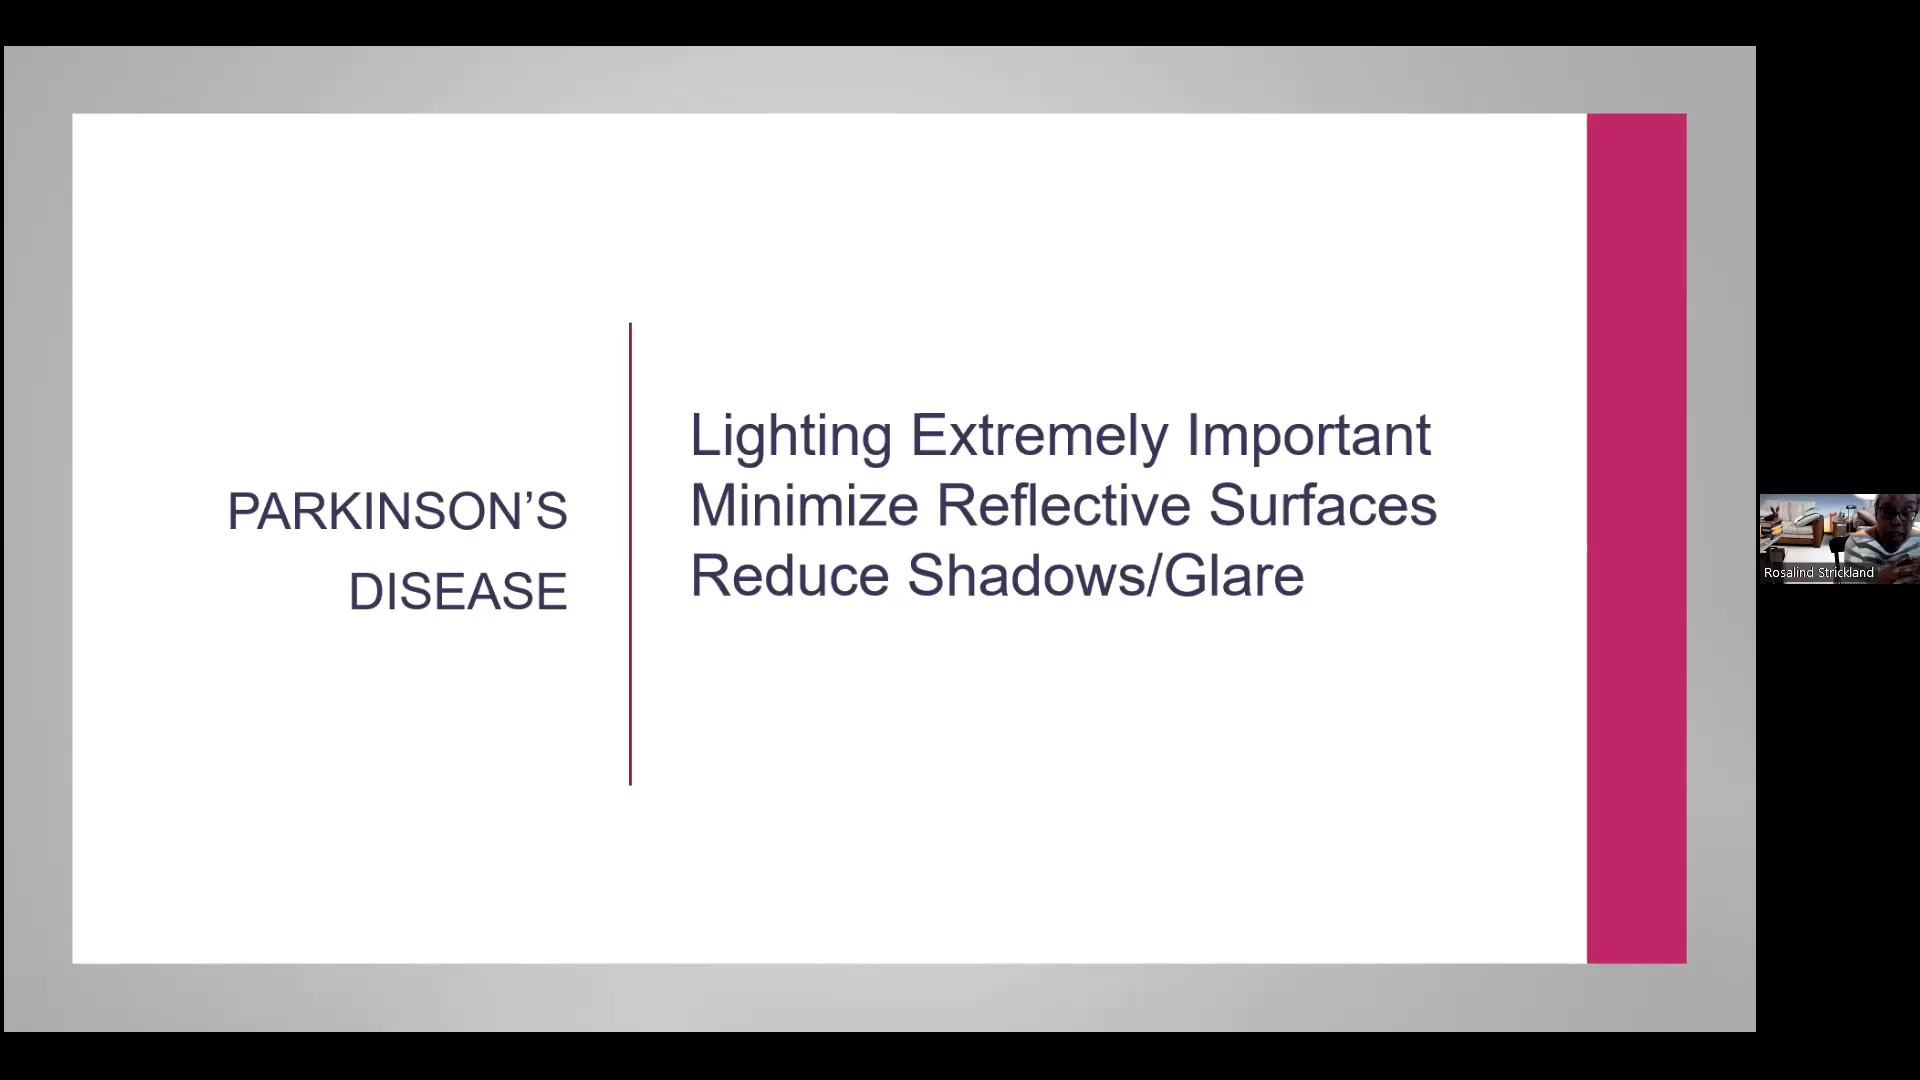 PARKINSON’S
DISEASE
Lighting Extremely Important
Minimize Reflective Surfaces
Reduce Shadows/Glare
Rosalind Strickland